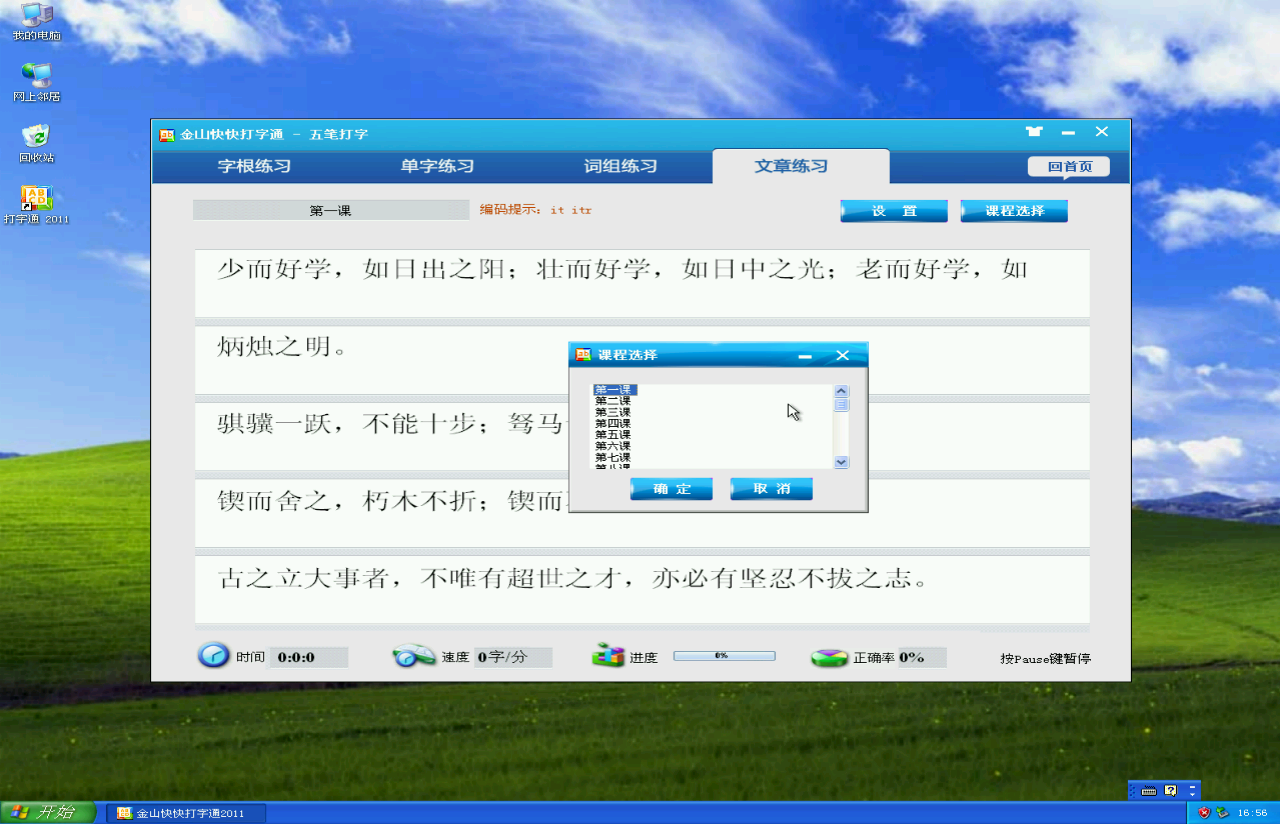 我的电脑
网上邻居
回收站
打字通 2011
金山快快打字通 - 五笔打字
字根练习
单字练习
词组练习
文章练习
回首页
第一课
编码提示: it itr
设 置
课程选择
少而好学，如日出之阳；壮而好学，如日中之光；老而好学，如
炳烛之明。
骐骥一跃，不能十步；驽马
锲而舍之，朽木不折；锲而
古之立大事者，不唯有超世之才，亦必有坚忍不拔之志。
课程选择
第一课
第二课
第三课
第四课
第五课
第六课
第七课
第八课
确 定
取 消
时间 0:0:0
速度 0字/分
进度 0%
正确率 0%
按Pause键暂停
开始
金山快快打字通2011
16:56